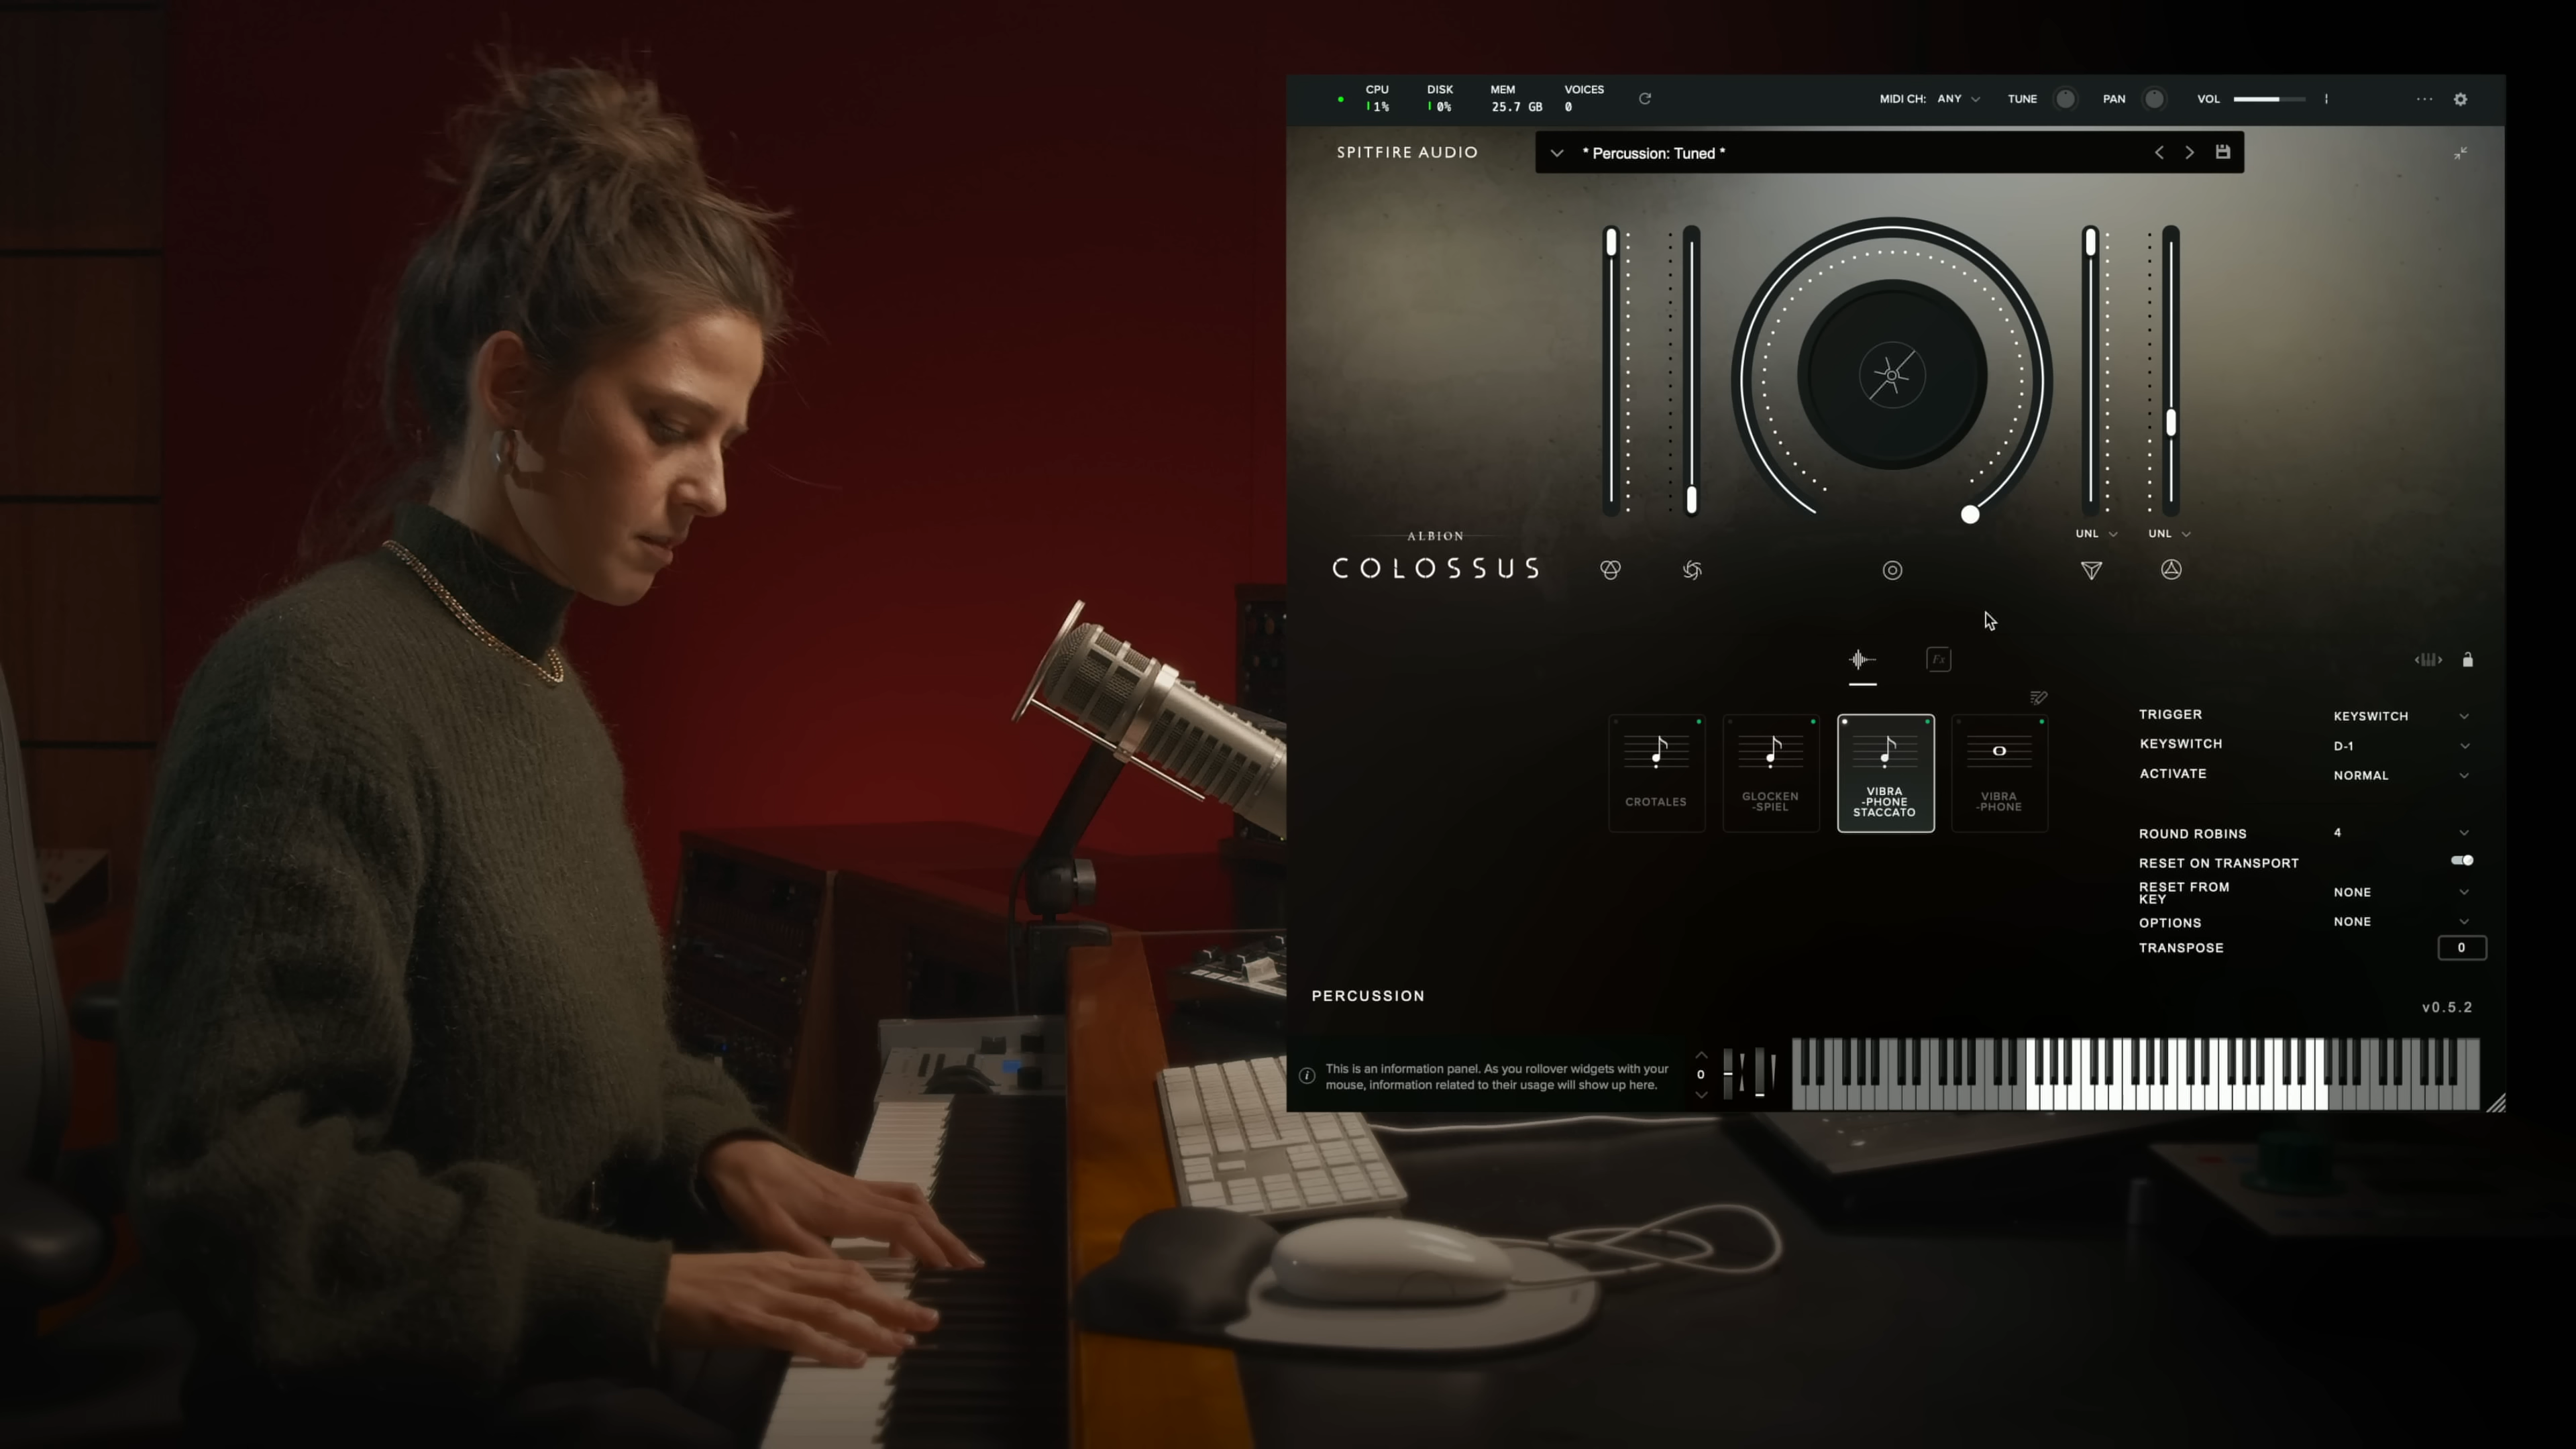 CPU
1%
DISK
0%
MEM
25.7 GB
VOICES
0
MIDI CH: ANY
TUNE
PAN
VOL
SPITFIRE AUDIO
* Percussion: Tuned *
UNL
UNL
ALBION
COLOSSUS
Fx
CROTALES
GLOCKEN
-SPIEL
VIBRA
-PHONE
STACCATO
VIBRA
-PHONE
TRIGGER
KEYSWITCH
KEYSWITCH
D-1
ACTIVATE
NORMAL
ROUND ROBINS
4
RESET ON TRANSPORT
RESET FROM
KEY
NONE
OPTIONS
NONE
TRANSPOSE
0
PERCUSSION
v0.5.2
This is an information panel. As you rollover widgets with your
mouse, information related to their usage will show up here.
0